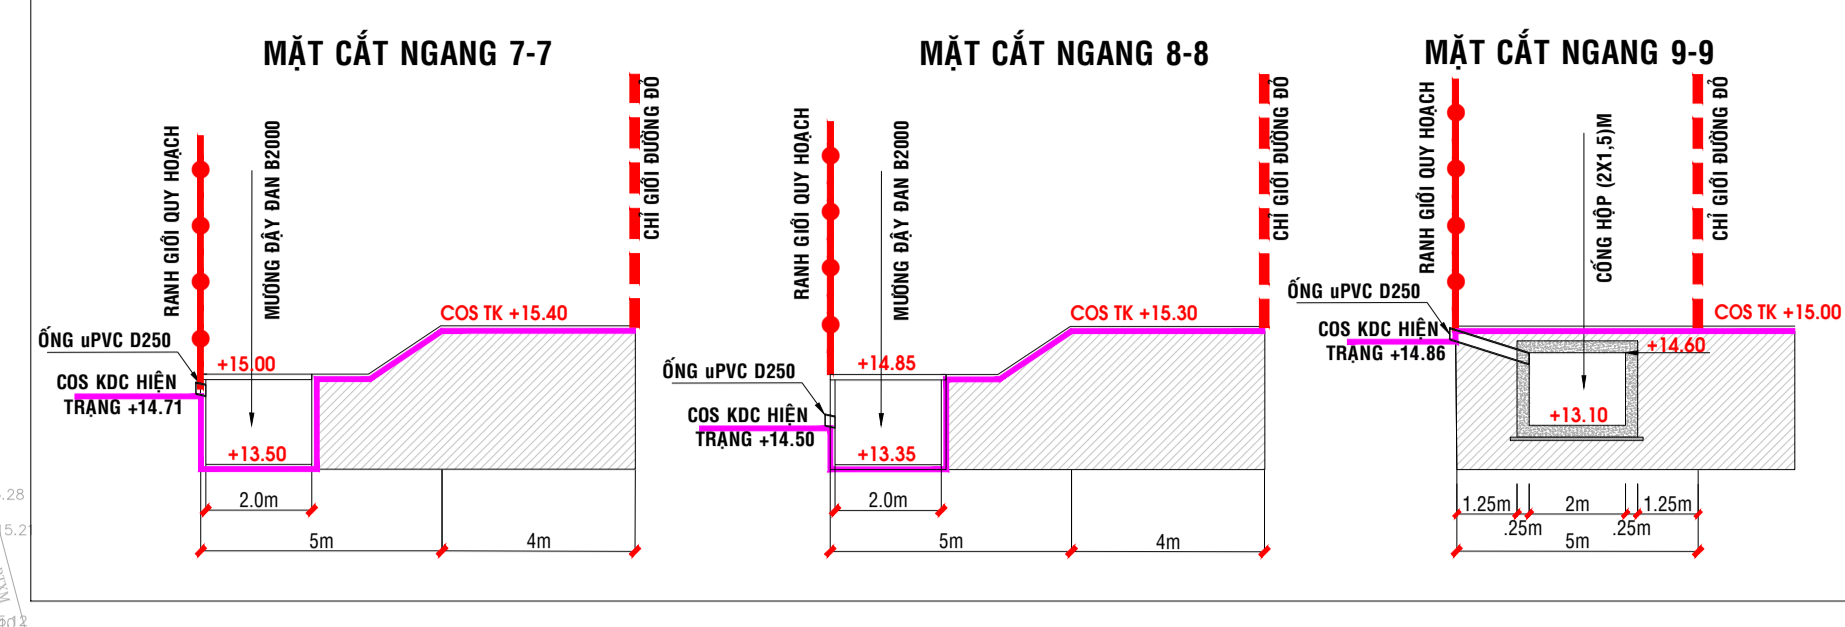 MẶT CẮT NGANG 7-7
RANH GIỚI QUY HOẠCH
MƯƠNG ĐẬY ĐAN B2000
CHỈ GIỚI ĐƯỜNG ĐỎ
COS TK +15.40
ỐNG uPVC D250
+15.00
COS KDC HIỆN
TRẠNG +14.71
+13.50
2.0m
5m
4m
MẶT CẮT NGANG 8-8
RANH GIỚI QUY HOẠCH
MƯƠNG ĐẬY ĐAN B2000
CHỈ GIỚI ĐƯỜNG ĐỎ
COS TK +15.30
ỐNG uPVC D250
+14.85
COS KDC HIỆN
TRẠNG +14.50
+13.35
2.0m
5m
4m
MẶT CẮT NGANG 9-9
RANH GIỚI QUY HOẠCH
CỐNG HỘP (2X1,5)M
CHỈ GIỚI ĐƯỜNG ĐỎ
ỐNG uPVC D250
COS TK +15.00
COS KDC HIỆN
TRẠNG +14.86
+14.60
+13.10
1.25m
2m
1.25m
.25m
.25m
5m